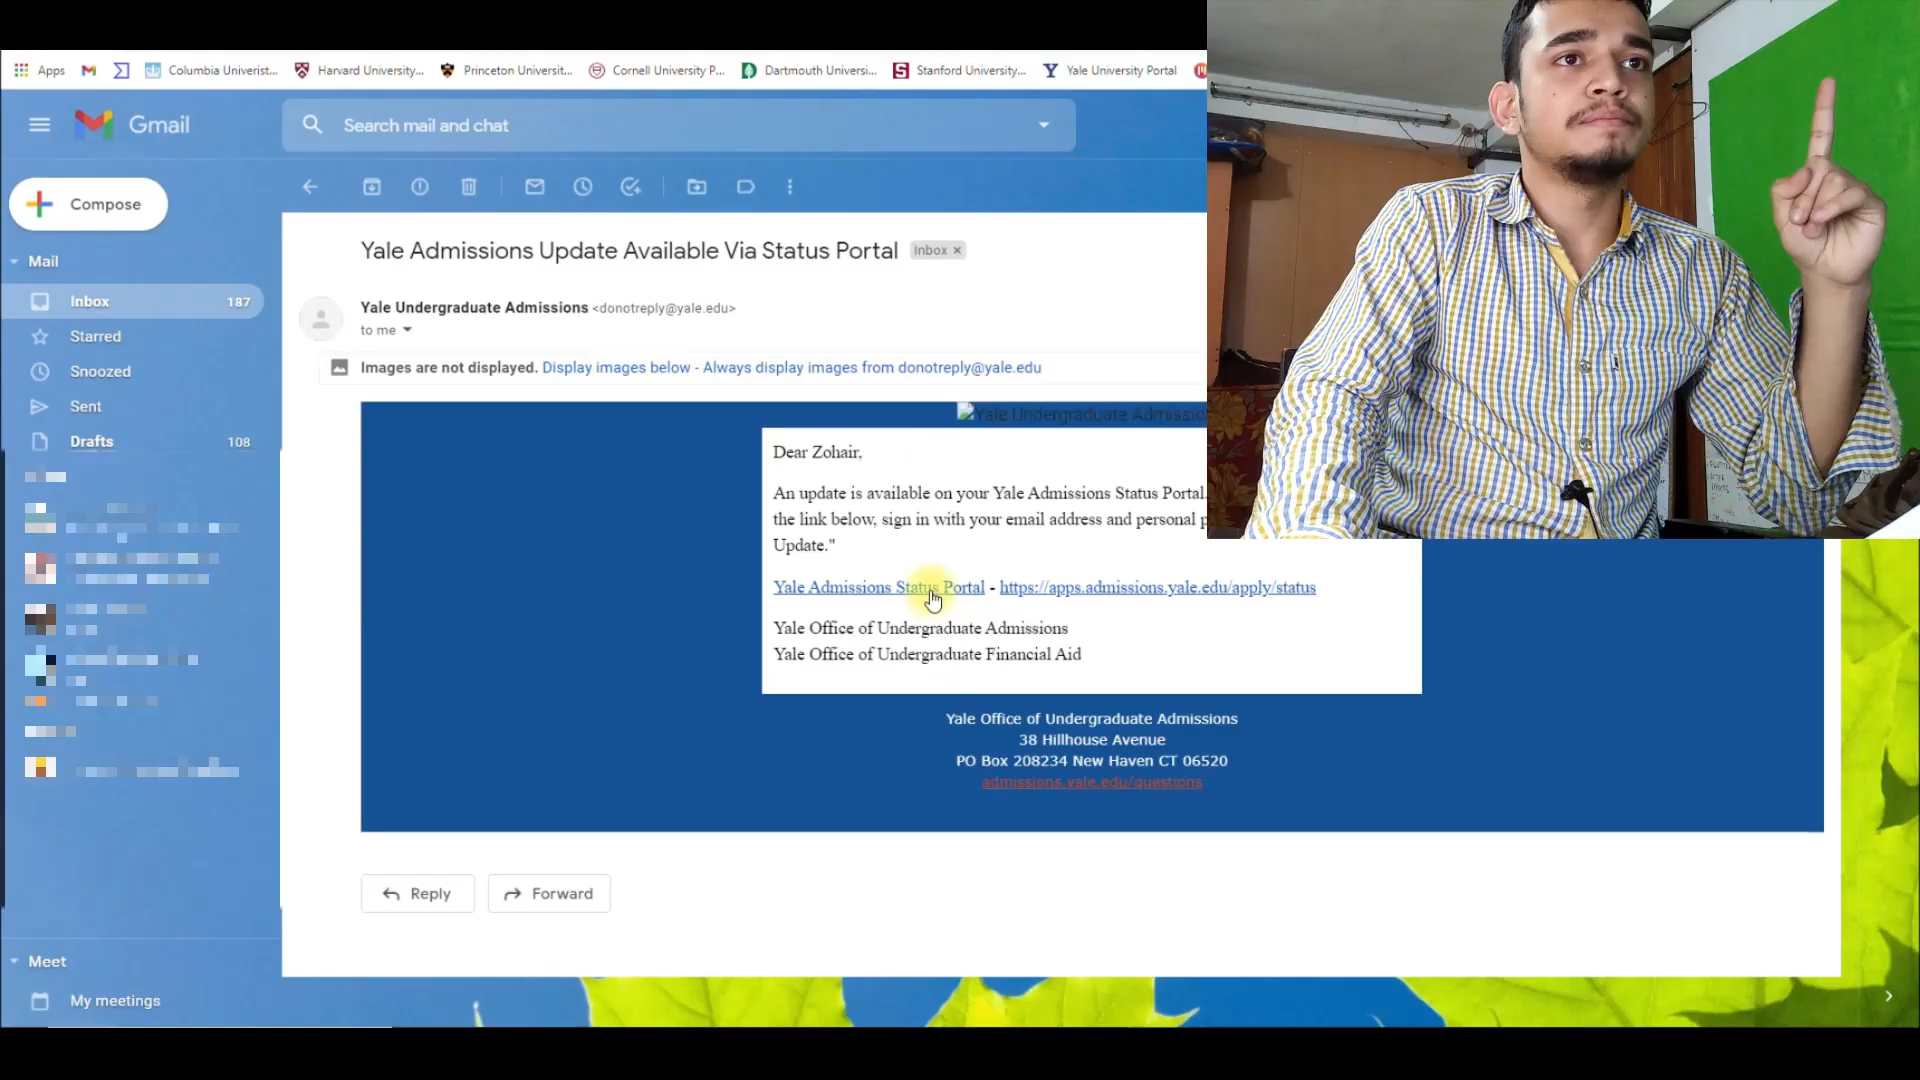 Apps
Columbia Univerist...
Harvard University...
Princeton Universit...
Cornell University P...
Dartmouth Universi...
Stanford University...
Yale University Portal
Gmail
Search mail and chat
Compose
Mail
Inbox 187
Starred
Snoozed
Sent
Drafts 108
Yale Admissions Update Available Via Status Portal Inbox ×
Yale Undergraduate Admissions <donotreply@yale.edu>
to me
Images are not displayed. Display images below - Always display images from donotreply@yale.edu
Yale Undergraduate
Dear Zohair,
An update is available on your Yale Admissions Status Portal.
the link below, sign in with your email address and personal
Update."
Yale Admissions Status Portal - https://apps.admissions.yale.edu/apply/status
Yale Office of Undergraduate Admissions
Yale Office of Undergraduate Financial Aid
Yale Office of Undergraduate Admissions
38 Hillhouse Avenue
PO Box 208234 New Haven CT 06520
admissions.yale.edu/questions
Reply
Forward
Meet
My meetings